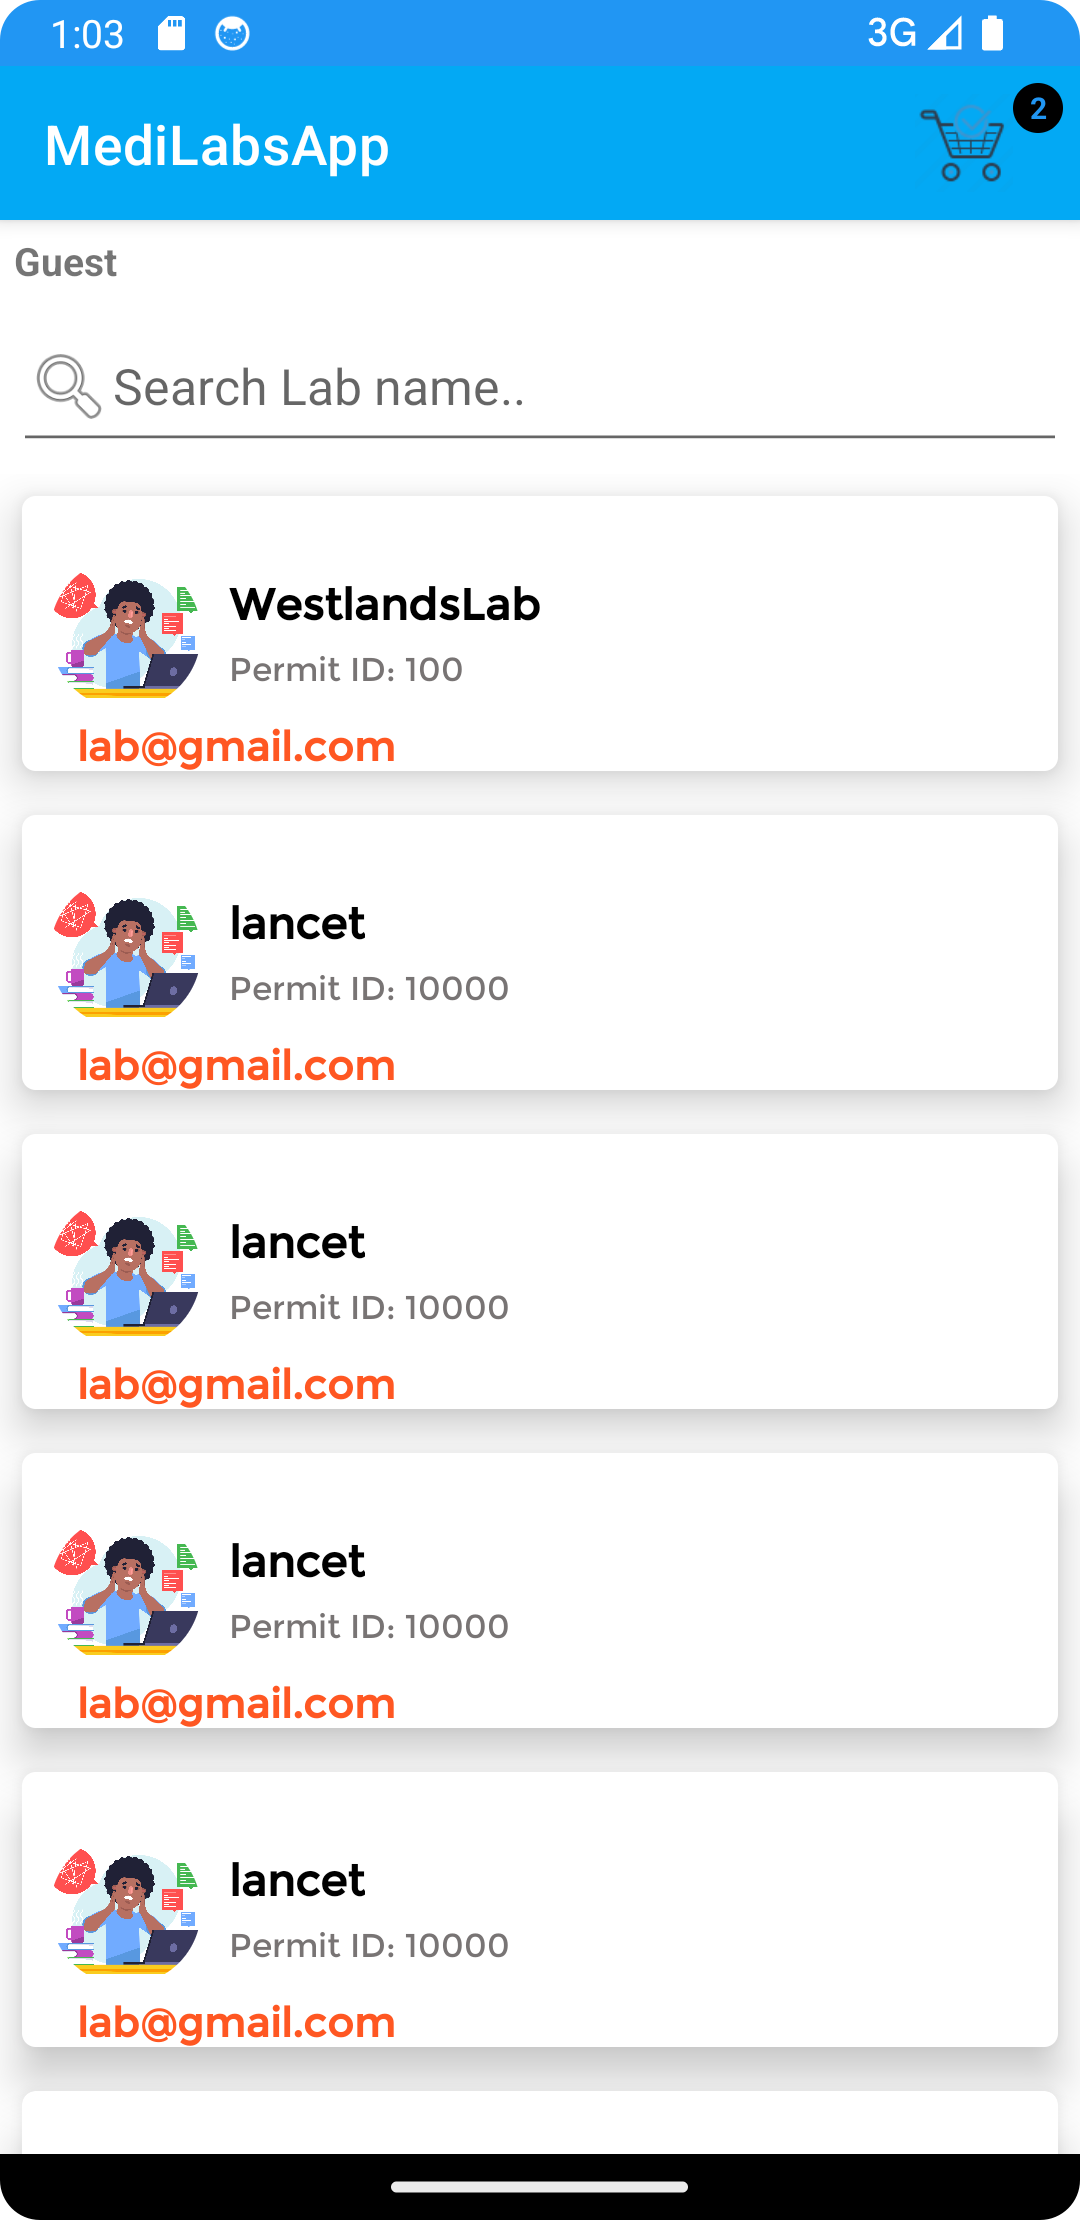 1:03 3G
MediLabsApp 2
Guest
Search Lab name..
WestlandsLab
Permit ID: 100
lab@gmail.com
lancet
Permit ID: 10000
lab@gmail.com
lancet
Permit ID: 10000
lab@gmail.com
lancet
Permit ID: 10000
lab@gmail.com
lancet
Permit ID: 10000
lab@gmail.com